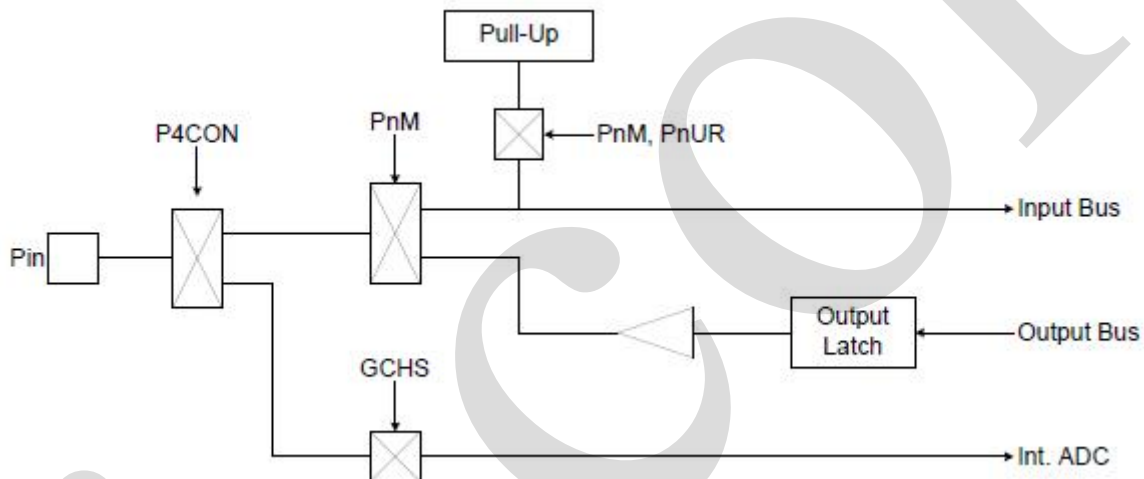 Pull-Up
P4CON
PnM
PnM, PnUR
Input Bus
Pin
Output
Latch
Output Bus
GCHS
Int. ADC